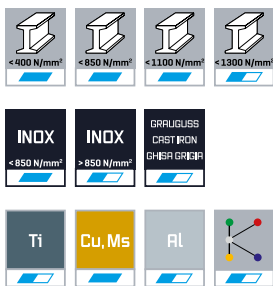 <400 N/mm²
<850 N/mm²
<1100 N/mm²
<1300 N/mm²
INOX
<850 N/mm²
INOX
>850 N/mm²
GRAUGUSS
CAST IRON
GHISA GRIGIA
Ti
Cu, Ms
Al